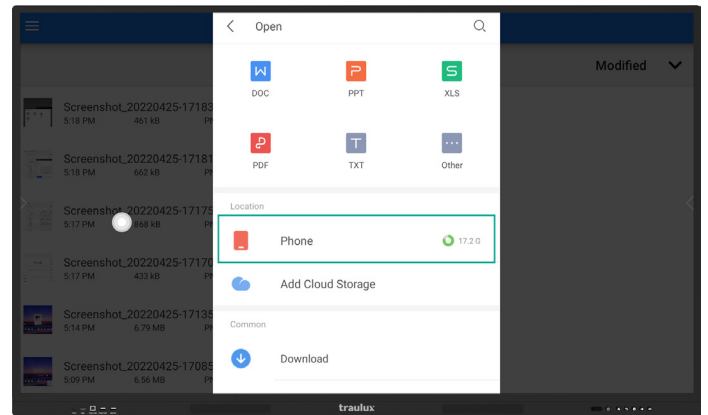 Open
Modified
DOC
PPT
XLS
PDF
TXT
Other
Location
Phone
17.2 G
Add Cloud Storage
Common
Download
Screenshot_20220425-17183
5:18 PM 461 kB
Screenshot_20220425-17181
5:18 PM 662 kB
Screenshot_20220425-17175
5:17 PM 868 kB
Screenshot_20220425-17170
5:17 PM 433 kB
Screenshot_20220425-17135
5:14 PM 6.79 MB
Screenshot_20220425-17085
5:09 PM 6.56 MB
traulux